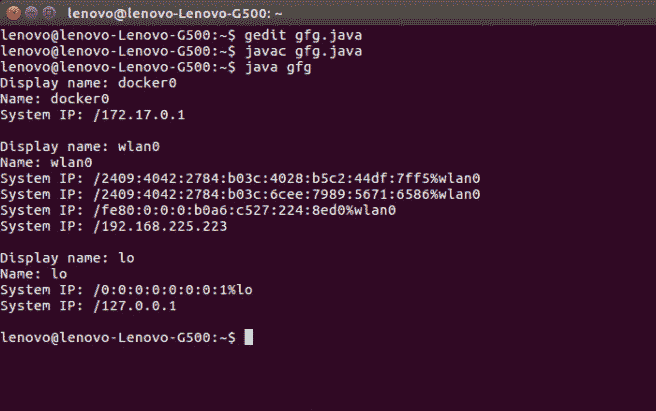 lenovo@lenovo-Lenovo-G500: ~
lenovo@lenovo-Lenovo-G500:~$ gedit gfg.java
lenovo@lenovo-Lenovo-G500:~$ javac gfg.java
lenovo@lenovo-Lenovo-G500:~$ java gfg
Display name: docker0
Name: docker0
System IP: /172.17.0.1
Display name: wlan0
Name: wlan0
System IP: /2409:4042:2784:b03c:4028:b5c2:44df:7ff5%wlan0
System IP: /2409:4042:2784:b03c:6cee:7989:5671:6586%wlan0
System IP: /fe80:0:0:0:b0a6:c527:224:8ed0%wlan0
System IP: /192.168.225.223
Display name: lo
Name: lo
System IP: /0:0:0:0:0:0:0:1%lo
System IP: /127.0.0.1
lenovo@lenovo-Lenovo-G500:~$